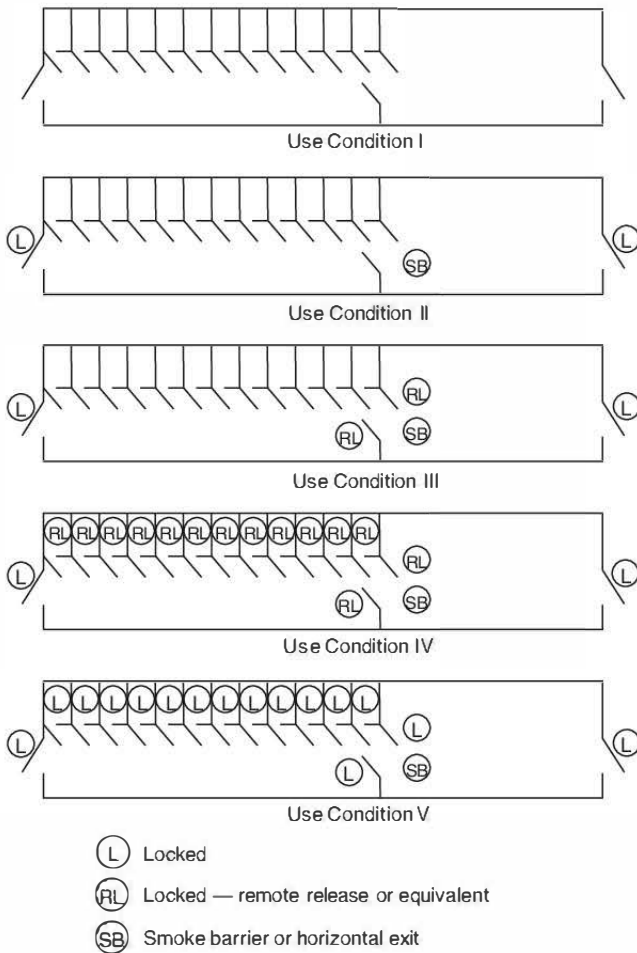 Use Condition I
L L
SB
Use Condition II
RL
L L
RL SB
Use Condition III
RL RL RL RL RL RL RL RL RL RL RL RL
RL
L L
RL SB
Use Condition IV
L L L L L L L L L L L L
L
L L
L SB
Use Condition V
L Locked
RL Locked — remote release or equivalent
SB Smoke barrier or horizontal exit